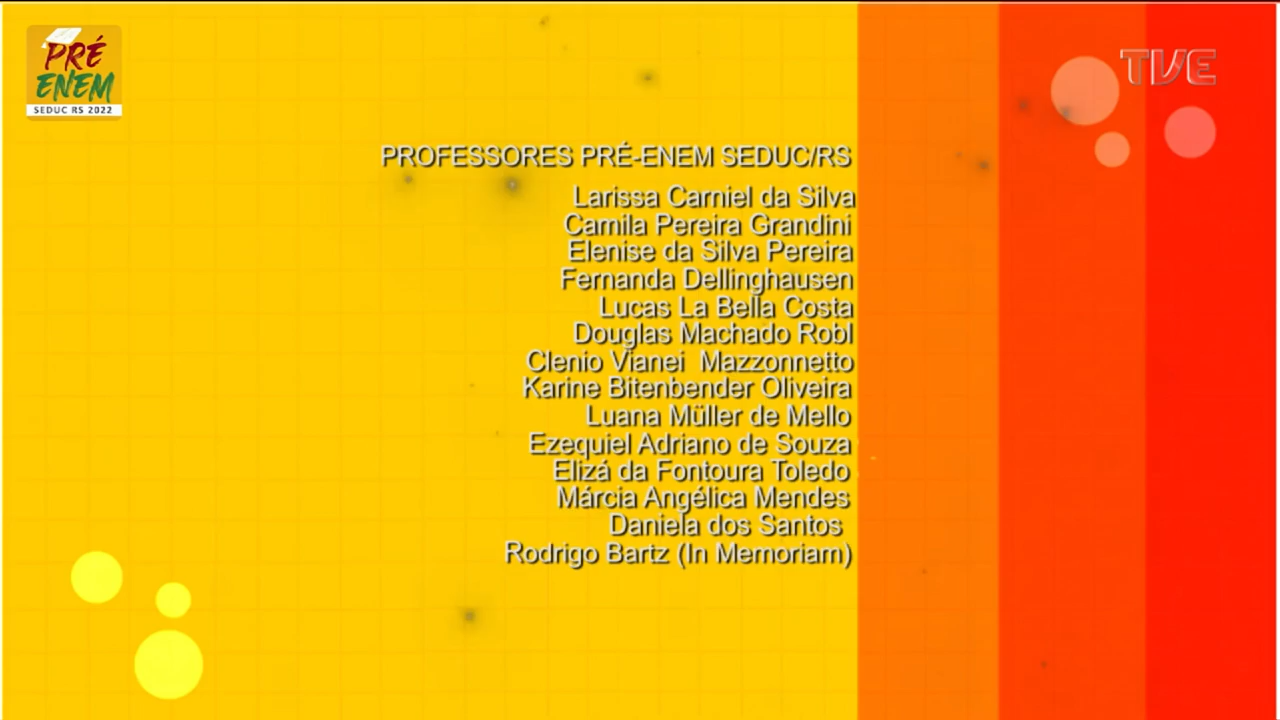 PRÉ
ENEM
SEDUC RS 2022
TVE
PROFESSORES PRÉ-ENEM SEDUC/RS
Larissa Carniel da Silva
Camila Pereira Grandini
Elenise da Silva Pereira
Fernanda Dellinghausen
Lucas La Bella Costa
Douglas Machado Robl
Clenio Vianei  Mazzonnetto
Karine Bitenbender Oliveira
Luana Müller de Mello
Ezequiel Adriano de Souza
Elizá da Fontoura Toledo
Márcia Angélica Mendes
Daniela dos Santos
Rodrigo Bartz (In Memoriam)